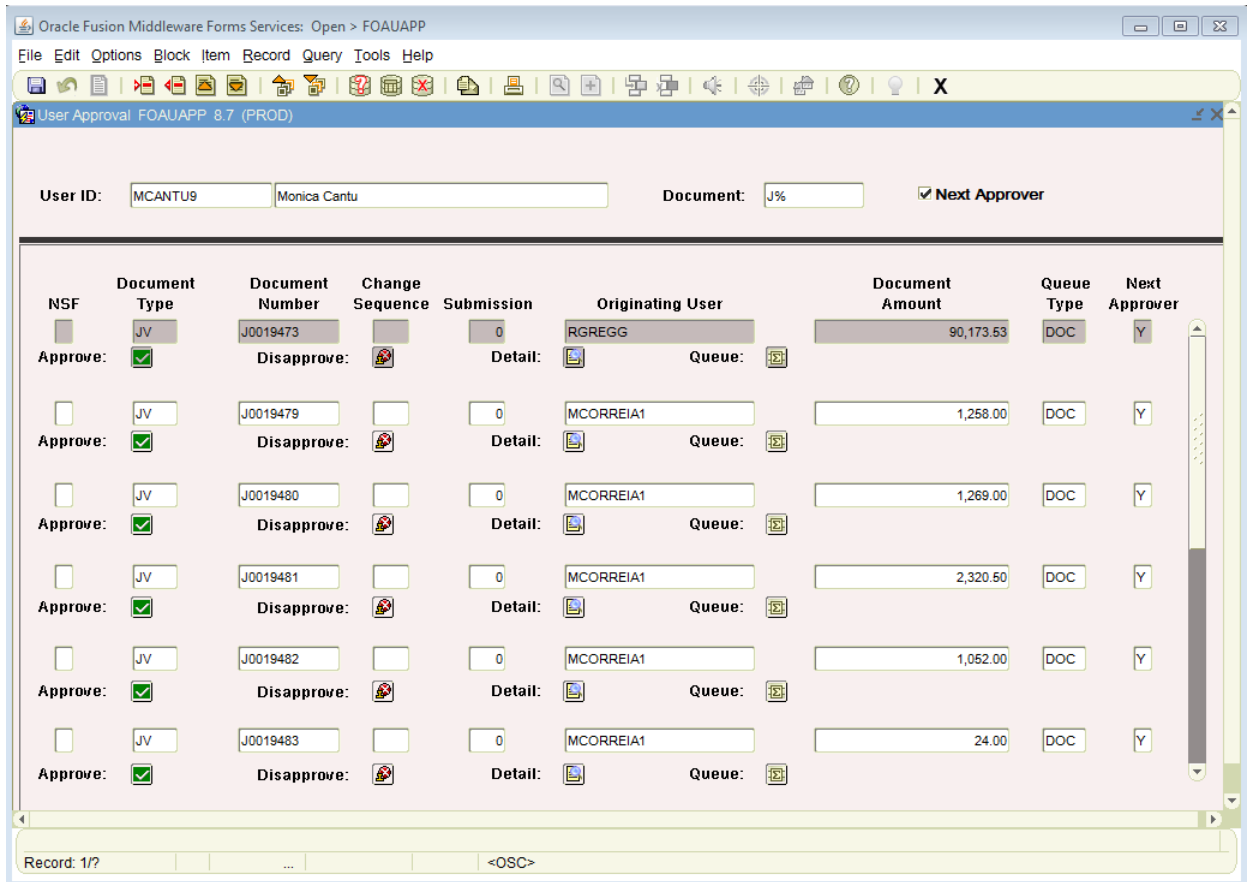 Oracle Fusion Middleware Forms Services: Open > FOAUAPP
File Edit Options Block Item Record Query Tools Help
X
User Approval FOAUAPP 8.7 (PROD)
User ID: MCANTU9 Monica Cantu Document: J% Next Approver
Document Document Change Document Queue Next
NSF Type Number Sequence Submission Originating User Amount Type Approver
JV J0019473 0 RGREGG 90,173.53 DOC Y
Approve: Disapprove: Detail: Queue:
JV J0019479 0 MCORREIA1 1,258.00 DOC Y
Approve: Disapprove: Detail: Queue:
JV J0019480 0 MCORREIA1 1,269.00 DOC Y
Approve: Disapprove: Detail: Queue:
JV J0019481 0 MCORREIA1 2,320.50 DOC Y
Approve: Disapprove: Detail: Queue:
JV J0019482 0 MCORREIA1 1,052.00 DOC Y
Approve: Disapprove: Detail: Queue:
JV J0019483 0 MCORREIA1 24.00 DOC Y
Approve: Disapprove: Detail: Queue:
Record: 1/? ... <OSC>